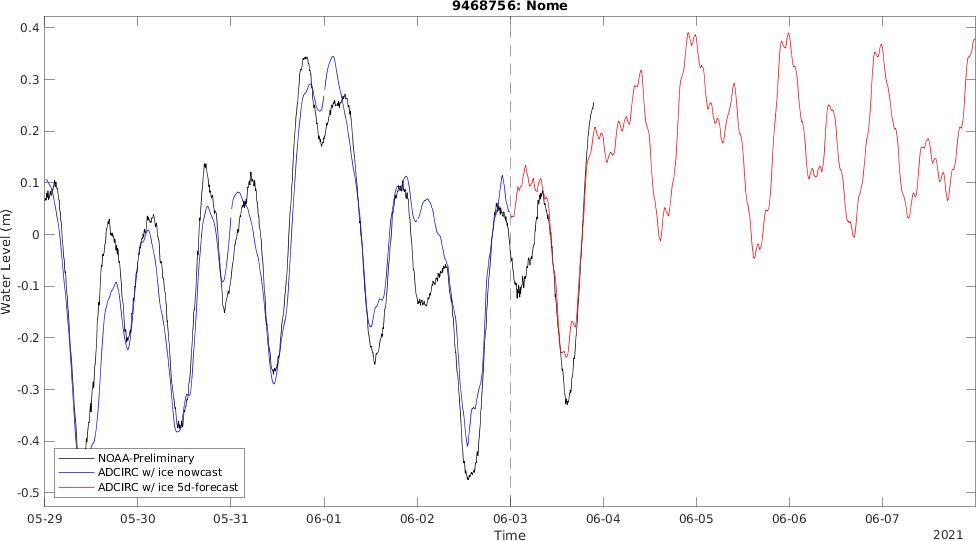 9468756: Nome
0.4
0.3
0.2
0.1
0
-0.1
-0.2
-0.3
-0.4
-0.5
Water Level (m)
NOAA-Preliminary
ADCIRC w/ ice nowcast
ADCIRC w/ ice 5d-forecast
05-29 05-30 05-31 06-01 06-02 06-03 06-04 06-05 06-06 06-07
Time
2021